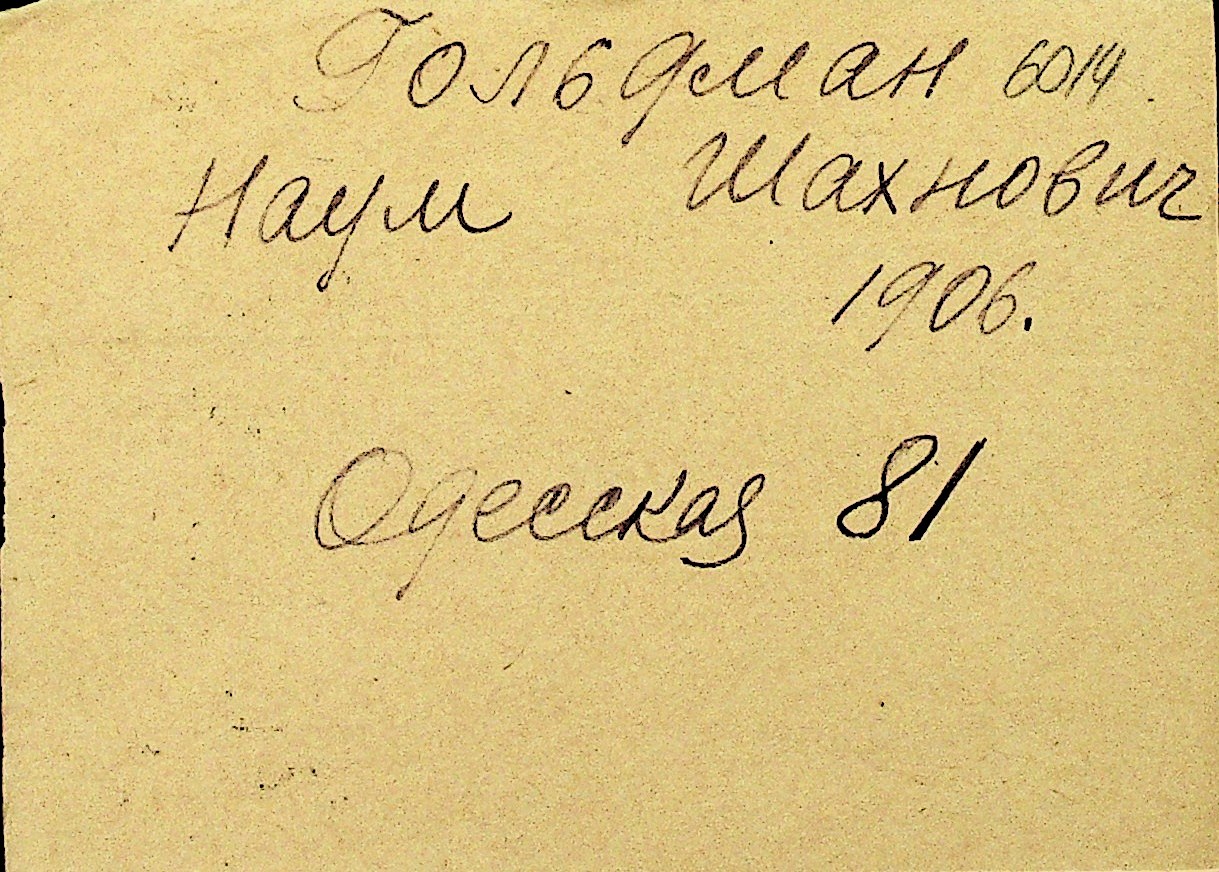 Гольдман 6014
Наум Шахнович
1906.
Одесская 81